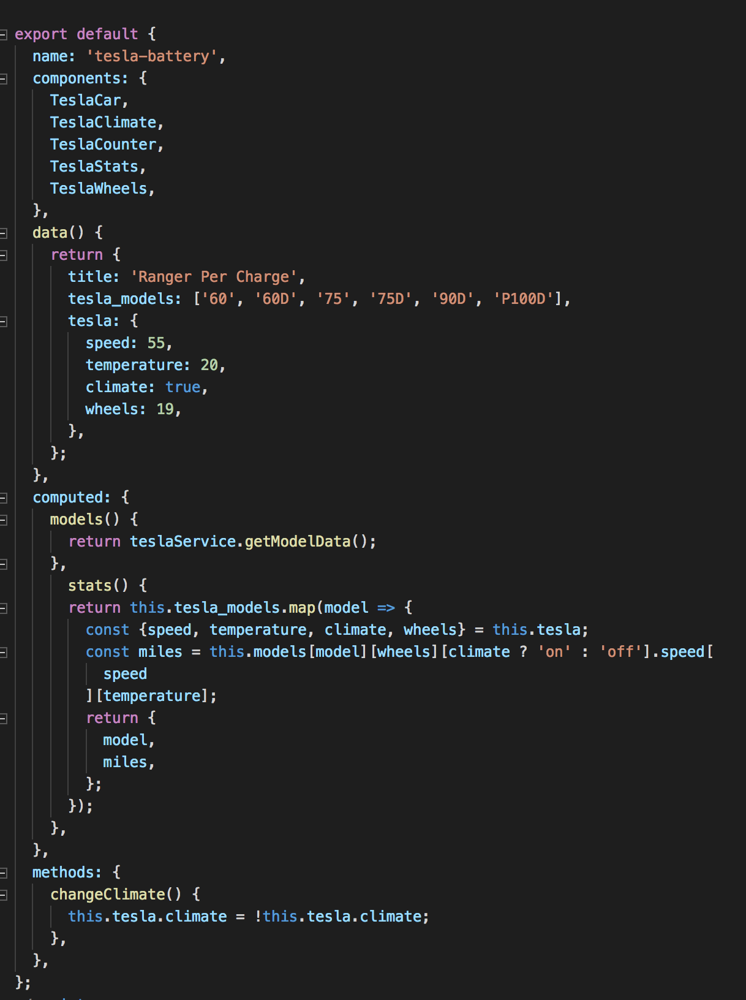 export default {
  name: 'tesla-battery',
  components: {
    TeslaCar,
    TeslaClimate,
    TeslaCounter,
    TeslaStats,
    TeslaWheels,
  },
  data() {
    return {
      title: 'Ranger Per Charge',
      tesla_models: ['60', '60D', '75', '75D', '90D', 'P100D'],
      tesla: {
        speed: 55,
        temperature: 20,
        climate: true,
        wheels: 19,
      },
    };
  },
  computed: {
    models() {
      return teslaService.getModelData();
    },
      stats() {
      return this.tesla_models.map(model => {
        const {speed, temperature, climate, wheels} = this.tesla;
        const miles = this.models[model][wheels][climate ? 'on' : 'off'].speed[
          speed
        ][temperature];
        return {
          model,
          miles,
        };
      });
    },
  },
  methods: {
    changeClimate() {
      this.tesla.climate = !this.tesla.climate;
    },
  },
};